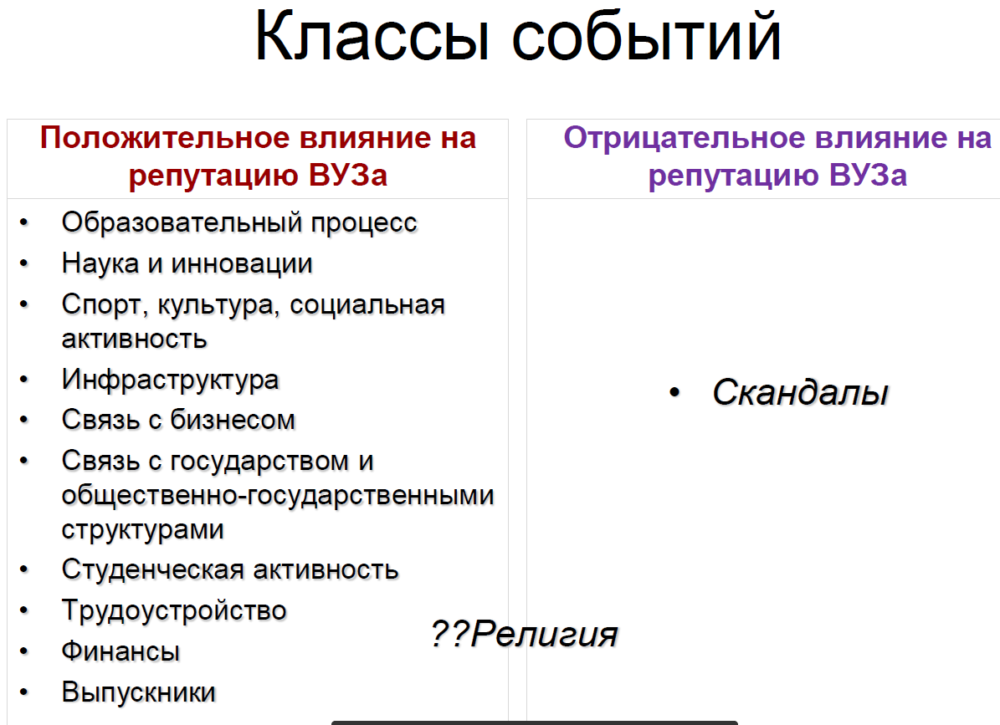 Классы событий
Положительное влияние на
репутацию ВУЗа
• Образовательный процесс
• Наука и инновации
• Спорт, культура, социальная
активность
• Инфраструктура
• Связь с бизнесом
• Связь с государством и
общественно-государственными
структурами
• Студенческая активность
• Трудоустройство
• Финансы
• Выпускники
Отрицательное влияние на
репутацию ВУЗа
• Скандалы
??Религия